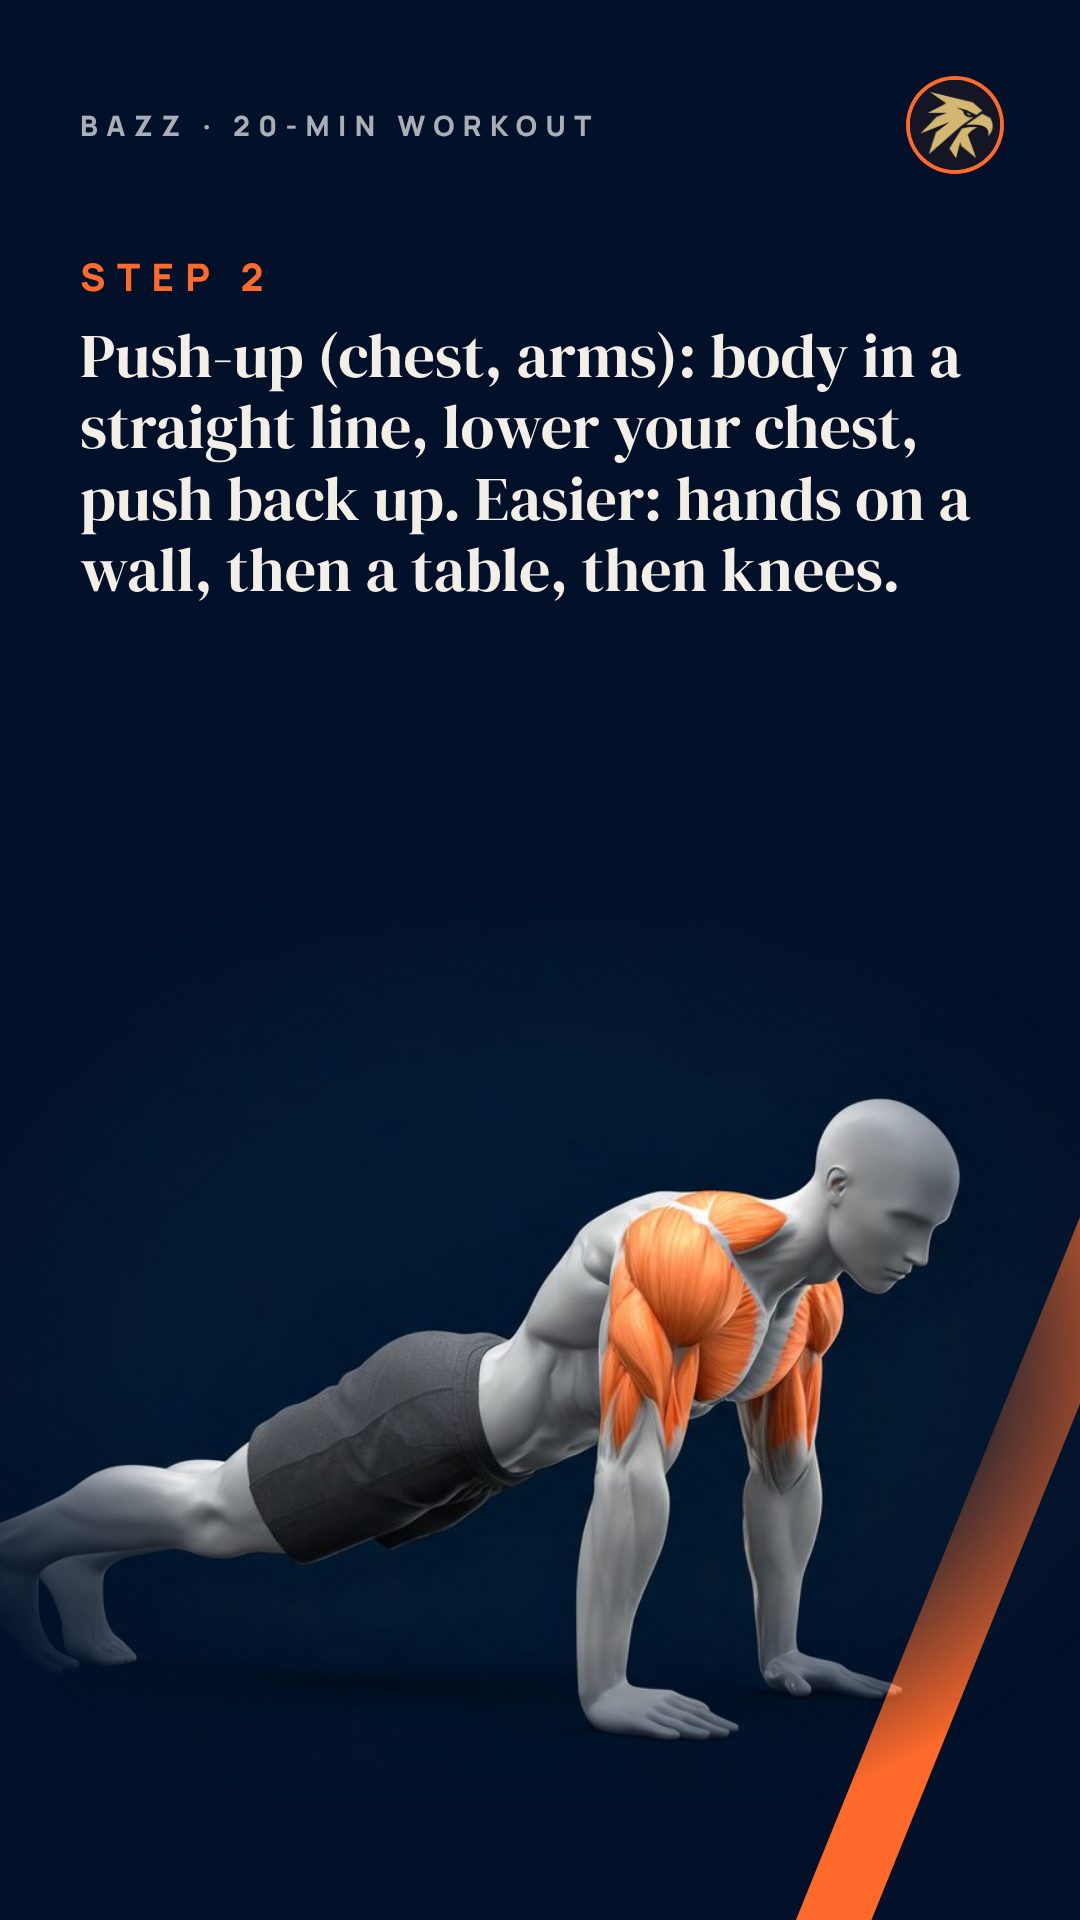 BAZZ · 20-MIN WORKOUT
STEP 2
Push-up (chest, arms): body in a
straight line, lower your chest,
push back up. Easier: hands on a
wall, then a table, then knees.